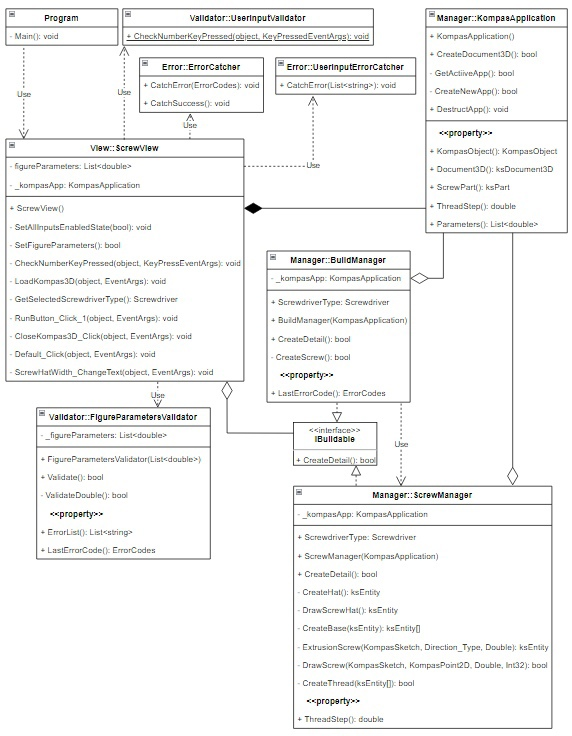 Program
- Main(): void
Validator::UserInputValidator
+ CheckNumberKeyPressed(object, KeyPressedEventArgs): void
Manager::KompasApplication
+ KompasApplication()
+ CreateDocument3D(): bool
- GetActiveApp(): bool
- CreateNewApp(): bool
+ DestructApp(): void
<<property>>
+ KompasObject(): KompasObject
+ Document3D(): ksDocument3D
+ ScrewPart(): ksPart
+ ThreadStep(): double
+ Parameters(): List<double>
Error::ErrorCatcher
+ CatchError(ErrorCodes): void
+ CatchSuccess(): void
Error::UserInputErrorCatcher
+ CatchError(List<string>): void
Use
Use
Use
Use
View::ScrewView
- figureParameters: List<double>
- _kompasApp: KompasApplication
+ ScrewView()
- SetAllInputsEnabledState(bool): void
- SetFigureParameters(): bool
- CheckNumberKeyPressed(object, KeyPressEventArgs): void
- LoadKompas3D(object, EventArgs): void
- GetSelectedScrewdriverType(): Screwdriver
- RunButton_Click_1(object, EventArgs): void
- CloseKompas3D_Click(object, EventArgs): void
- Default_Click(object, EventArgs): void
- ScrewHatWidth_ChangeText(object, EventArgs): void
Manager::BuildManager
- _kompasApp: KompasApplication
+ ScrewdriverType: Screwdriver
+ BuildManager(KompasApplication)
+ CreateDetail(): bool
- CreateScrew(): bool
<<property>>
+ LastErrorCode(): ErrorCodes
Use
Use
Validator::FigureParametersValidator
- _figureParameters: List<double>
+ FigureParametersValidator(List<double>)
+ Validate(): bool
- ValidateDouble(): bool
<<property>>
+ ErrorList(): List<string>
+ LastErrorCode(): ErrorCodes
<<interface>>
IBuildable
+ CreateDetail(): bool
Manager::ScrewManager
- _kompasApp: KompasApplication
+ ScrewdriverType: Screwdriver
+ ScrewManager(KompasApplication)
+ CreateDetail(): bool
- CreateHat(): ksEntity
- DrawScrewHat(): ksEntity
- CreateBase(ksEntity): ksEntity[]
- ExtrusionScrew(KompasSketch, Direction_Type, Double): ksEntity
- DrawScrew(KompasSketch, KompasPoint2D, Double, Int32): bool
- CreateThread(ksEntity[]): bool
<<property>>
+ ThreadStep(): double